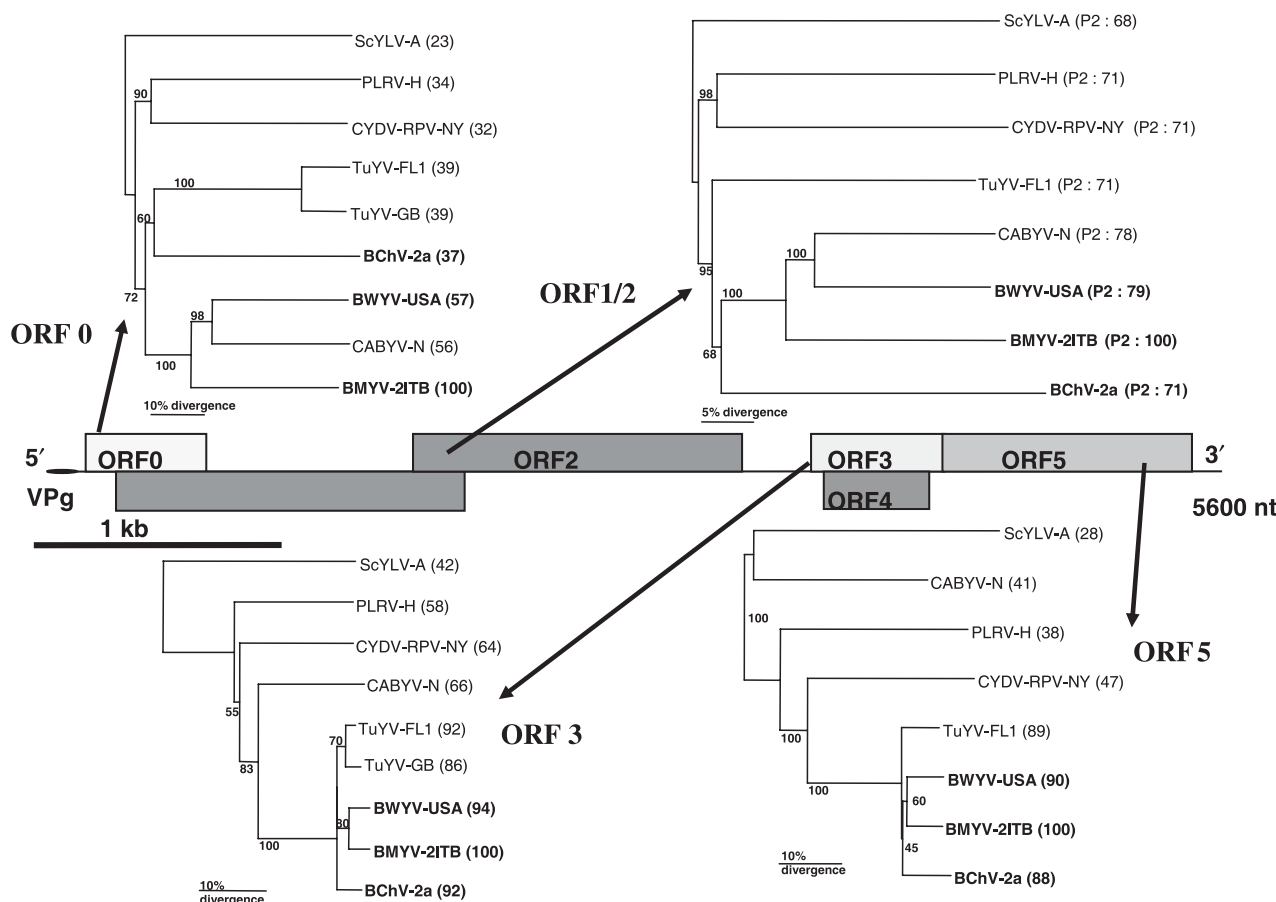 ScYLV-A (23)
90
PLRV-H (34)
CYDV-RPV-NY (32)
TuYV-FL1 (39)
100
TuYV-GB (39)
60
BChV-2a (37)
72
BWYV-USA (57)
98
CABYV-N (56)
100
BMYV-2ITB (100)
10% divergence
ORF 0
ScYLV-A (P2 : 68)
98
PLRV-H (P2 : 71)
CYDV-RPV-NY (P2 : 71)
TuYV-FL1 (P2 : 71)
CABYV-N (P2 : 78)
100
95
BWYV-USA (P2 : 79)
100
BMYV-2ITB (P2 : 100)
68
BChV-2a (P2 : 71)
5% divergence
ORF1/2
5′
ORF0
ORF2
ORF3
ORF5
3′
VPg
ORF4
5600 nt
1 kb
ScYLV-A (42)
PLRV-H (58)
CYDV-RPV-NY (64)
55
CABYV-N (66)
83
TuYV-FL1 (92)
70
TuYV-GB (86)
BWYV-USA (94)
80
BMYV-2ITB (100)
100
BChV-2a (92)
10%
divergence
ORF 3
ScYLV-A (28)
CABYV-N (41)
100
PLRV-H (38)
CYDV-RPV-NY (47)
100
TuYV-FL1 (89)
BWYV-USA (90)
100
60
BMYV-2ITB (100)
45
BChV-2a (88)
10%
divergence
ORF 5